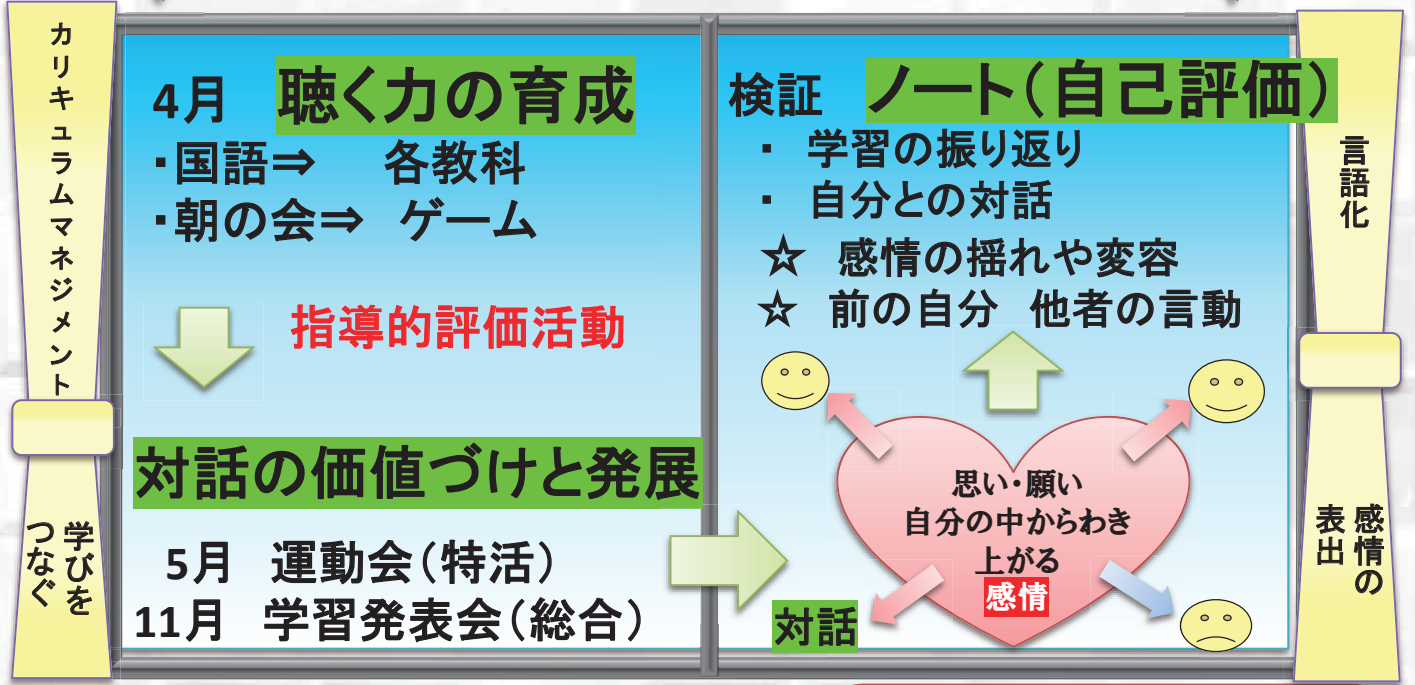 カリキュラムマネジメント
学びを
つなぐ
4月 聴く力の育成
・国語⇒ 各教科
・朝の会⇒ ゲーム
指導的評価活動
対話の価値づけと発展
5月 運動会（特活）
11月 学習発表会（総合）
検証 ノート（自己評価）
・ 学習の振り返り
・ 自分との対話
☆ 感情の揺れや変容
☆ 前の自分 他者の言動
思い・願い
自分の中からわき
上がる
感情
対話
言語化
感情の
表出